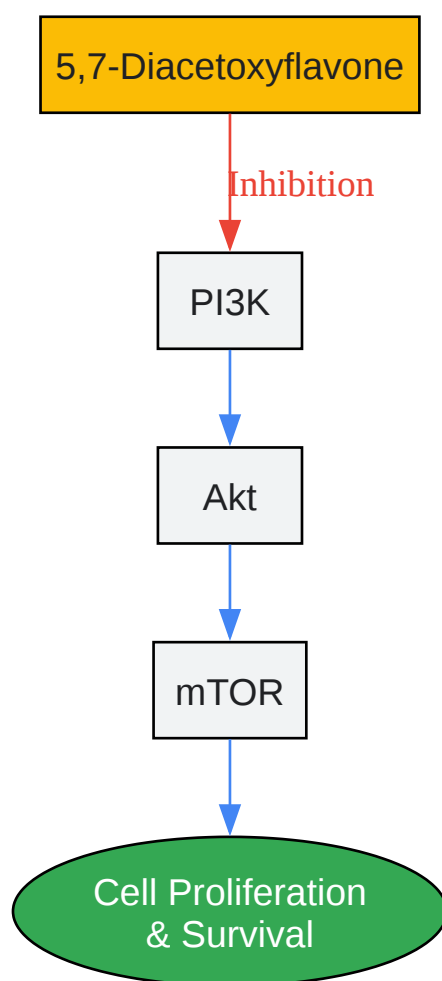 5,7-Diacetoxyflavone
Inhibition
PI3K
Akt
mTOR
Cell Proliferation
& Survival